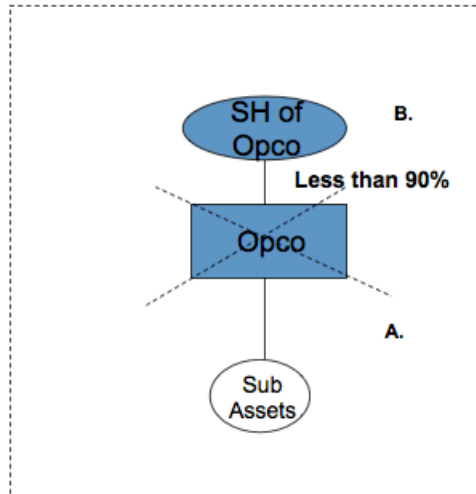 SH of
Opco
B.
Less than 90%
Opco
A.
Sub
Assets